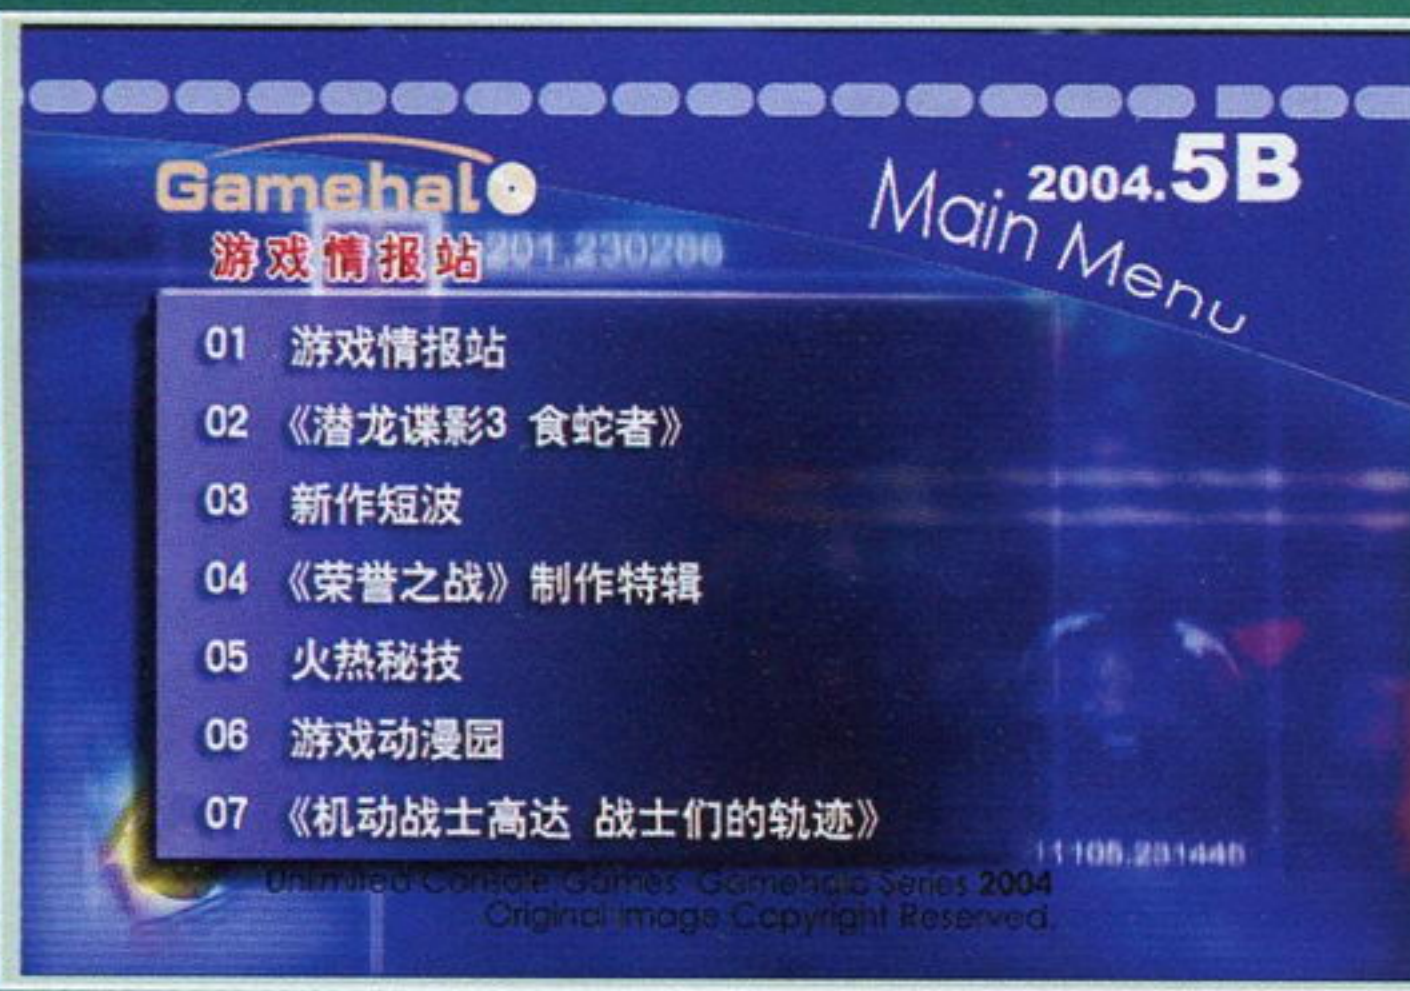 Gamehalo
2004.5B
Main Menu
游戏情报站
201.230286
01 游戏情报站
02 《潜龙谍影3 食蛇者》
03 新作短波
04 《荣誉之战》制作特辑
05 火热秘技
06 游戏动漫园
07 《机动战士高达 战士们的轨迹》
Unlimited Console Games Gamehalo Series 2004
Original Image Copyright Reserved.